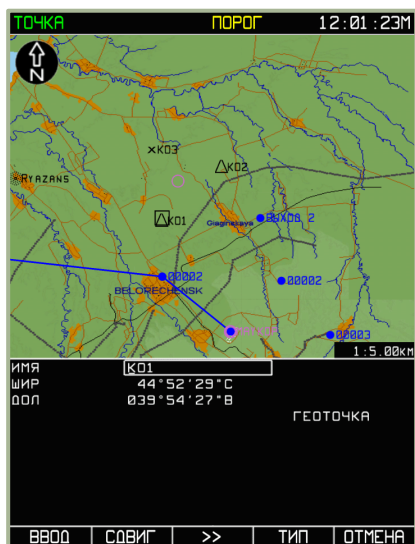 ТОЧКА ПОРОГ 12:01:23М
N
×К03
К02
RYAZANS
К01
Giaginskaya
ВЫХОД 2
00002
00002
BELORECHENSK
00003
1:5.00км
ИМЯ К01
ШИР 44°52'29"С
ДОЛ 039°54'27"В
ГЕОТОЧКА
ВВОД СДВИГ >> ТИП ОТМЕНА